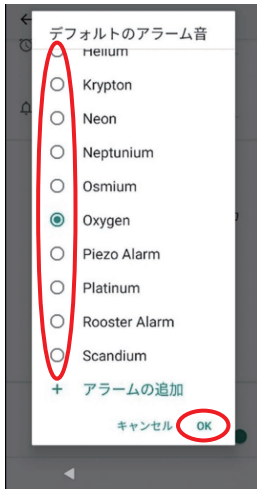 デフォルトのアラーム音
Helium
Krypton
Neon
Neptunium
Osmium
Oxygen
Piezo Alarm
Platinum
Rooster Alarm
Scandium
+ アラームの追加
キャンセル OK